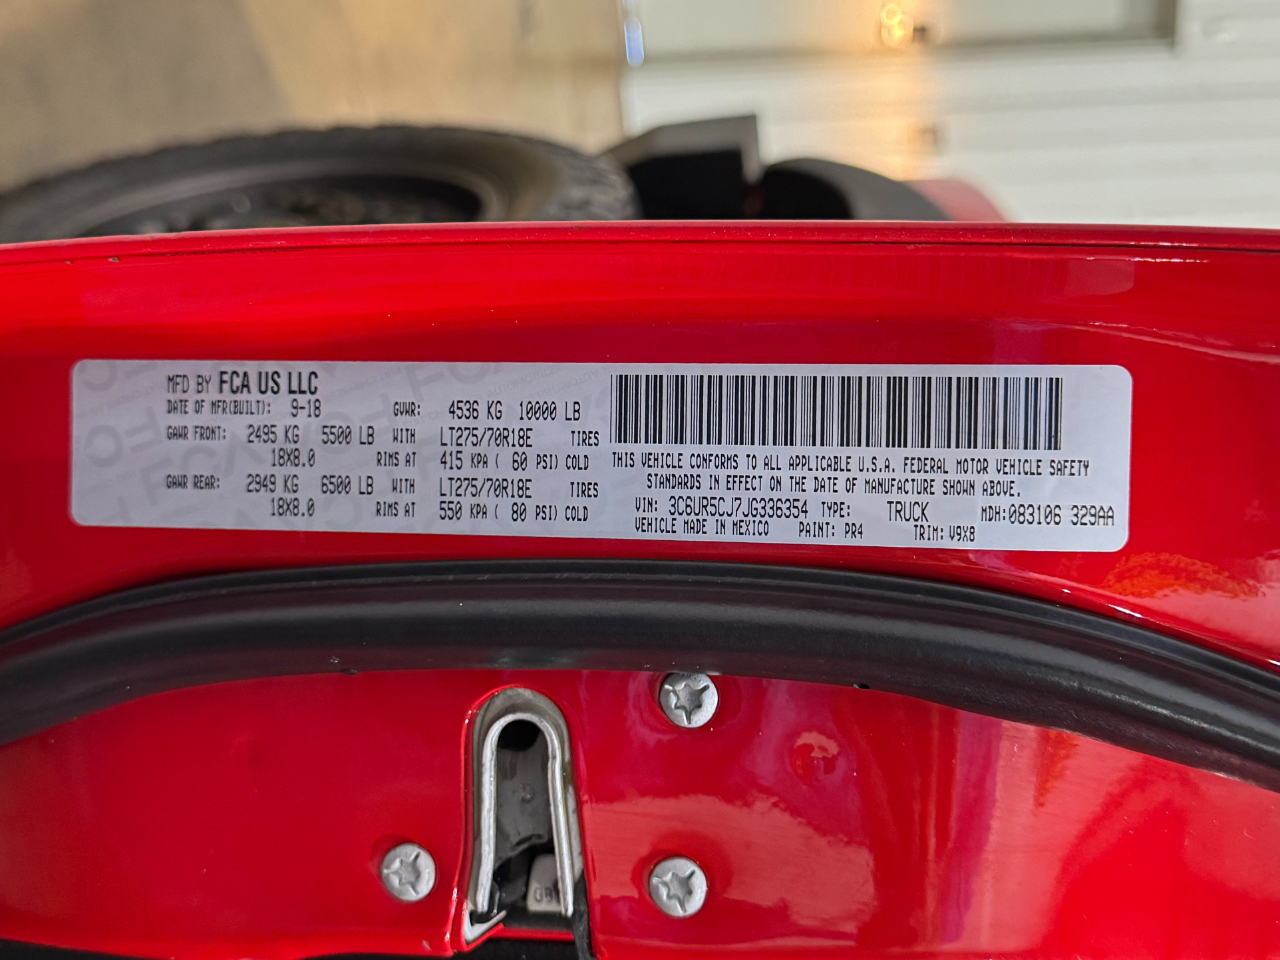 MFD BY FCA US LLC
DATE OF MFR(BUILT): 9-18 GVWR: 4536 KG 10000 LB
GAWR FRONT: 2495 KG 5500 LB WITH LT275/70R18E TIRES
18X8.0 RIMS AT 415 KPA ( 60 PSI) COLD
GAWR REAR: 2949 KG 6500 LB WITH LT275/70R18E TIRES
18X8.0 RIMS AT 550 KPA ( 80 PSI) COLD
THIS VEHICLE CONFORMS TO ALL APPLICABLE U.S.A. FEDERAL MOTOR VEHICLE SAFETY
STANDARDS IN EFFECT ON THE DATE OF MANUFACTURE SHOWN ABOVE.
VIN: 3C6UR5CJ7JG336354 TYPE: TRUCK MDH:083106 329AA
VEHICLE MADE IN MEXICO PAINT: PR4 TRIM: V9X8